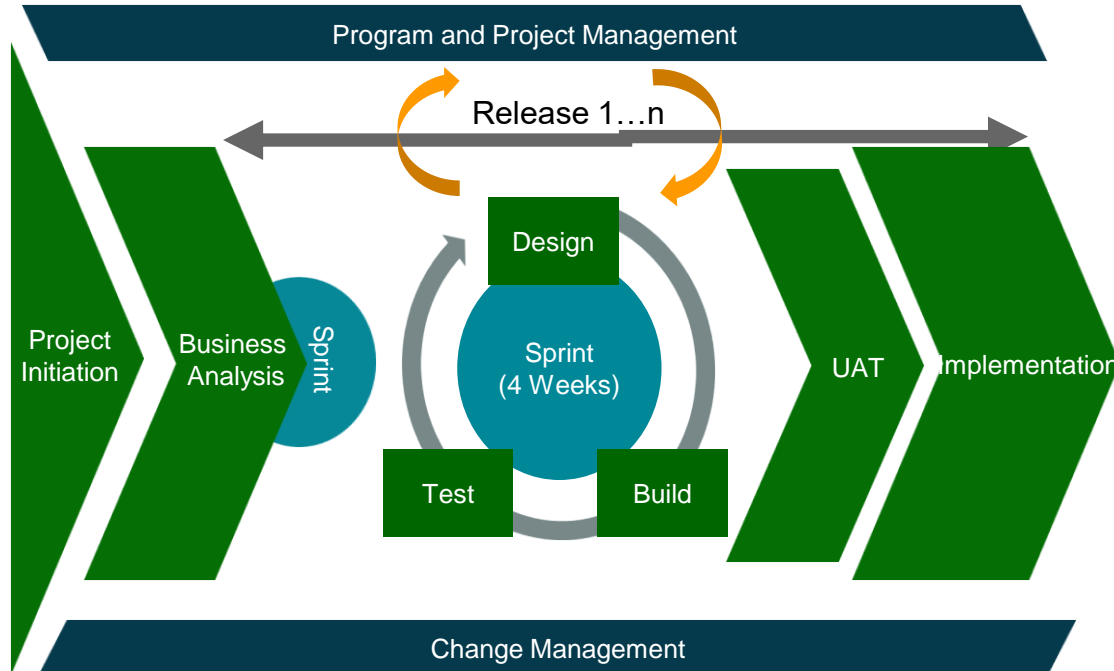 Program and Project Management
Release 1…n
Design
Project
Initiation
Business
Analysis
Sprint
Sprint
(4 Weeks)
UAT
Implementation
Test
Build
Change Management